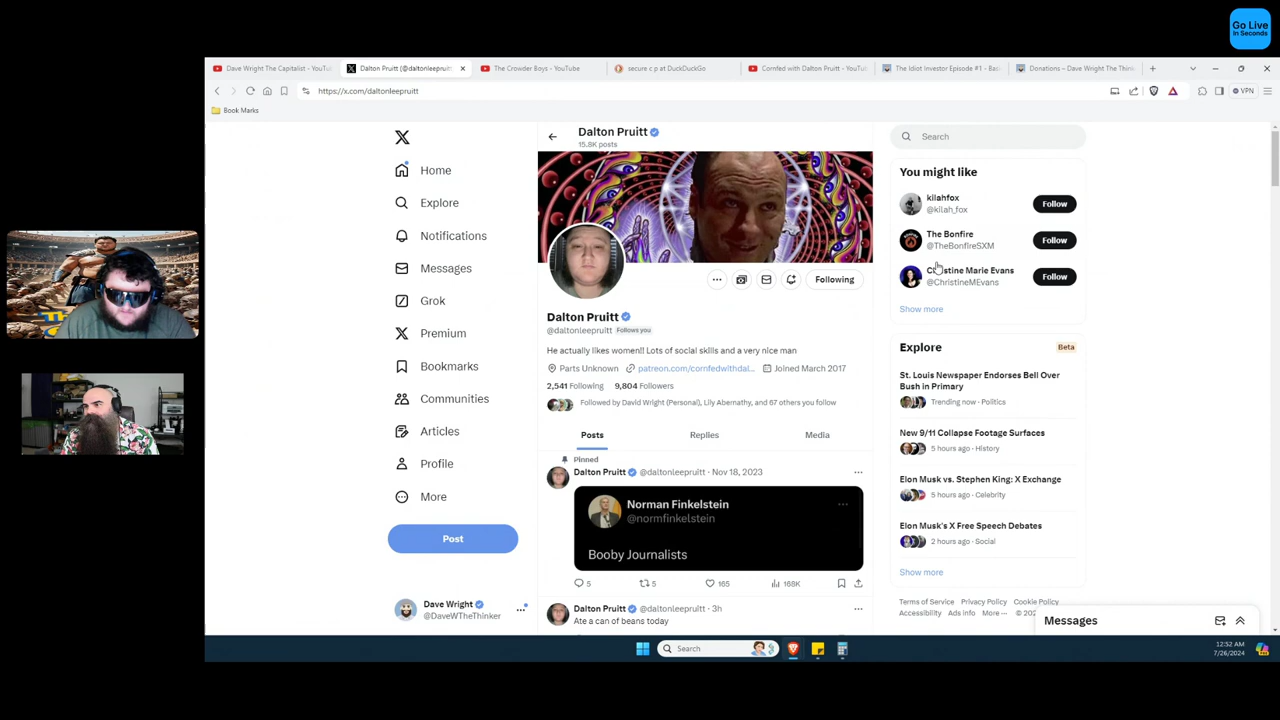 Go Live
In Seconds
Dave Wright The Capitalist - YouTu
Dalton Pruitt (@daltonleepruitt
The Crowder Boys - YouTube
secure c p at DuckDuckGo
Cornfed with Dalton Pruitt - YouTu
The Idiot Investor Episode #1 - Bas
Donations – Dave Wright The Thin
https://x.com/daltonleepruitt
VPN
Book Marks
Home
Explore
Notifications
Messages
Grok
Premium
Bookmarks
Communities
Articles
Profile
More
Post
Dave Wright
@DaveWTheThinker
Dalton Pruitt
15.8K posts
Following
Dalton Pruitt
@daltonleepruitt Follows you
He actually likes women!! Lots of social skills and a very nice man
Parts Unknown patreon.com/cornfedwithdal... Joined March 2017
2,541 Following 9,804 Followers
Followed by David Wright (Personal), Lily Abernathy, and 67 others you follow
Posts Replies Media
Pinned
Dalton Pruitt @daltonleepruitt · Nov 18, 2023
Norman Finkelstein
@normfinkelstein
Booby Journalists
5 5 165 168K
Dalton Pruitt @daltonleepruitt · 3h
Ate a can of beans today
Search
You might like
kilahfox
@kilah_fox
Follow
The Bonfire
@TheBonfireSXM
Follow
Christine Marie Evans
@ChristineMEvans
Follow
Show more
Explore
Beta
St. Louis Newspaper Endorses Bell Over
Bush in Primary
Trending now · Politics
New 9/11 Collapse Footage Surfaces
5 hours ago · History
Elon Musk vs. Stephen King: X Exchange
5 hours ago · Celebrity
Elon Musk's X Free Speech Debates
2 hours ago · Social
Show more
Terms of Service Privacy Policy Cookie Policy
Accessibility Ads info More ···
Messages
Search
12:52 AM
7/26/2024